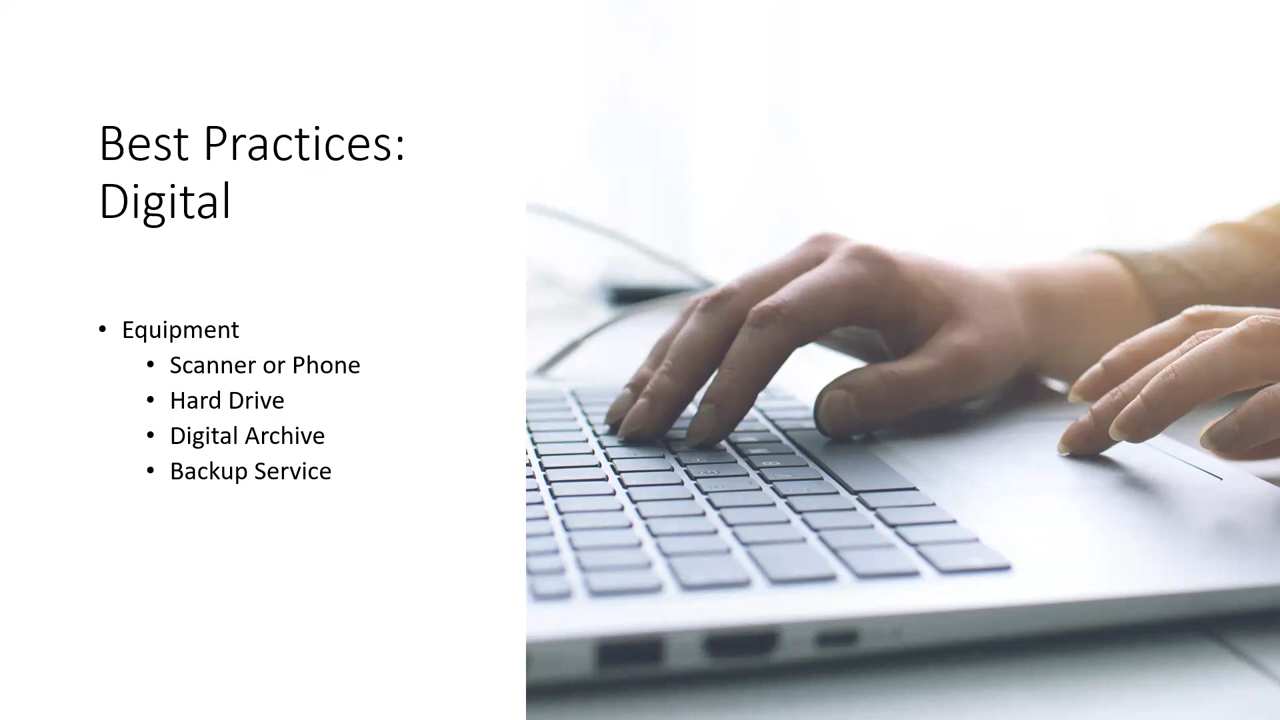 Best Practices:
Digital
• Equipment
• Scanner or Phone
• Hard Drive
• Digital Archive
• Backup Service